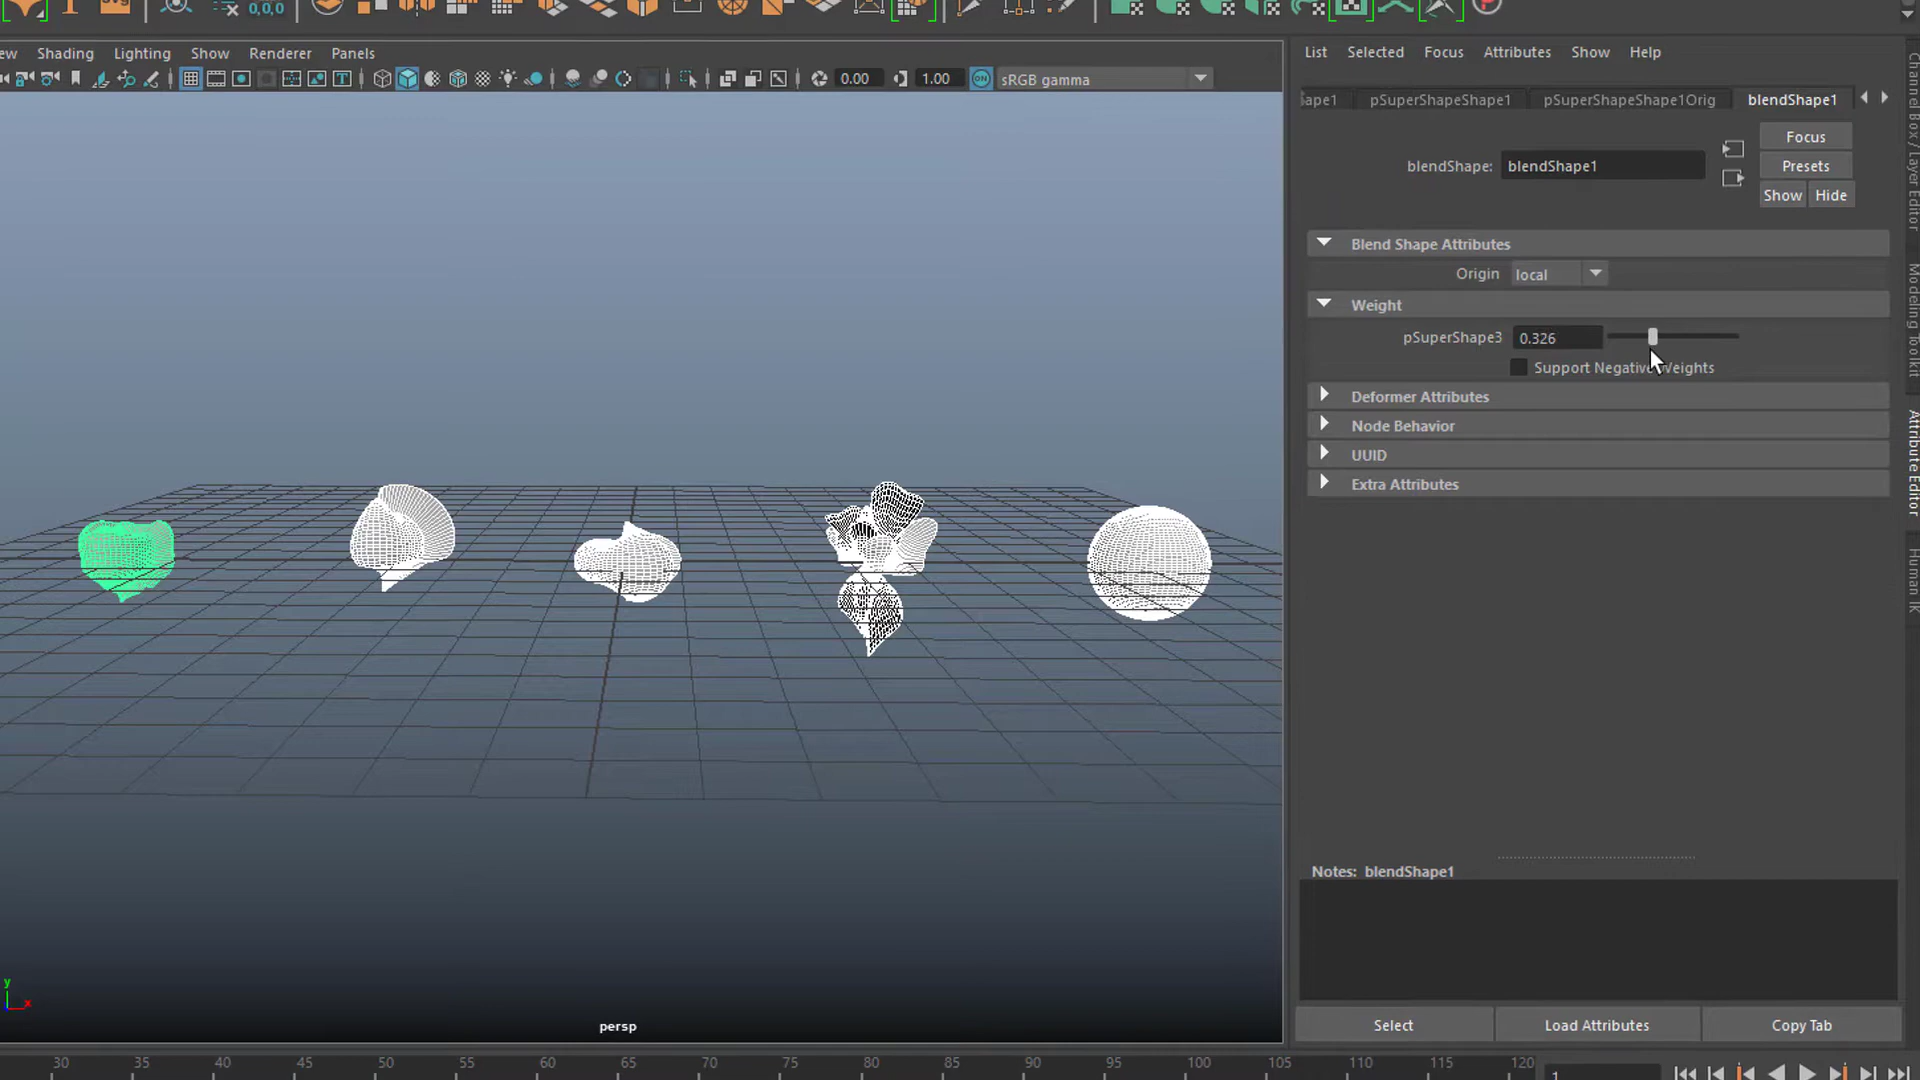 0,0,0
ew Shading Lighting Show Renderer Panels
0.00 1.00 ON sRGB gamma
persp
y
x
List Selected Focus Attributes Show Help
ape1 pSuperShapeShape1 pSuperShapeShape1Orig blendShape1
Focus
blendShape: blendShape1
Presets
Show Hide
Blend Shape Attributes
Origin local
Weight
pSuperShape3 0.326
Support Negative Weights
Deformer Attributes
Node Behavior
UUID
Extra Attributes
Notes: blendShape1
Select Load Attributes Copy Tab
Channel Box / Layer Editor
Modeling Toolkit
Attribute Editor
Human IK
30 35 40 45 50 55 60 65 70 75 80 85 90 95 100 105 110 115 120
1